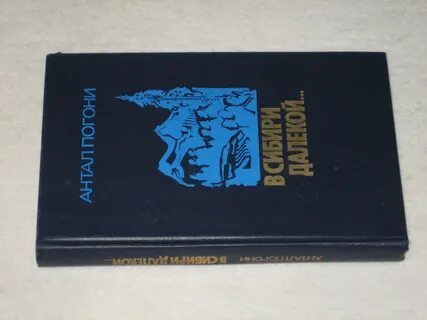 АНТАЛ ПОГОНИ
В СИБИРИ
ДАЛЕКОЙ...
АНТАЛ ПОГОНИ
В СИБИРИ ДАЛЕКОЙ...